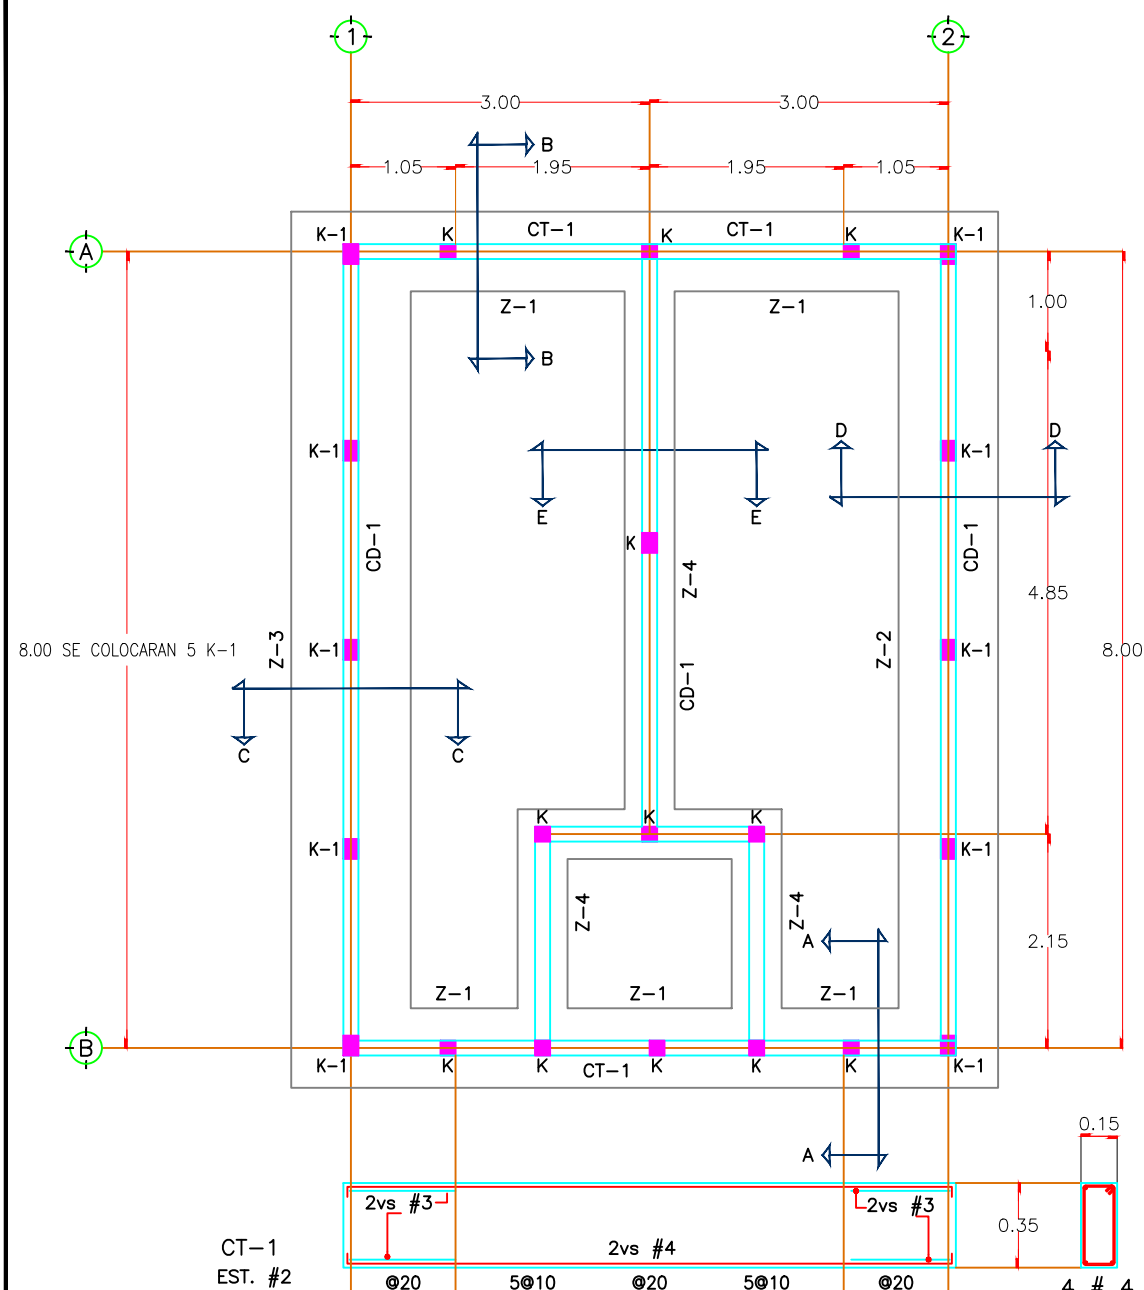 1 2
3.00 3.00
B
1.05 1.95 1.95 1.05
K-1 K CT-1 K CT-1 K K-1
A
Z-1 Z-1
1.00
B
D D
K-1 K-1
E E
K
CD-1 CD-1
Z-4
4.85
8.00 SE COLOCARAN 5 K-1
Z-3 K-1 Z-2 K-1
8.00
CD-1
C C
K K K
K-1 K-1
Z-4 Z-4
A
2.15
Z-1 Z-1 Z-1
B
K-1 K K K K K K-1
CT-1
0.15
A
2vs #3 2vs #3
0.35
CT-1 2vs #4
EST. #2 @20 5@10 @20 5@10 @20 4 # 4